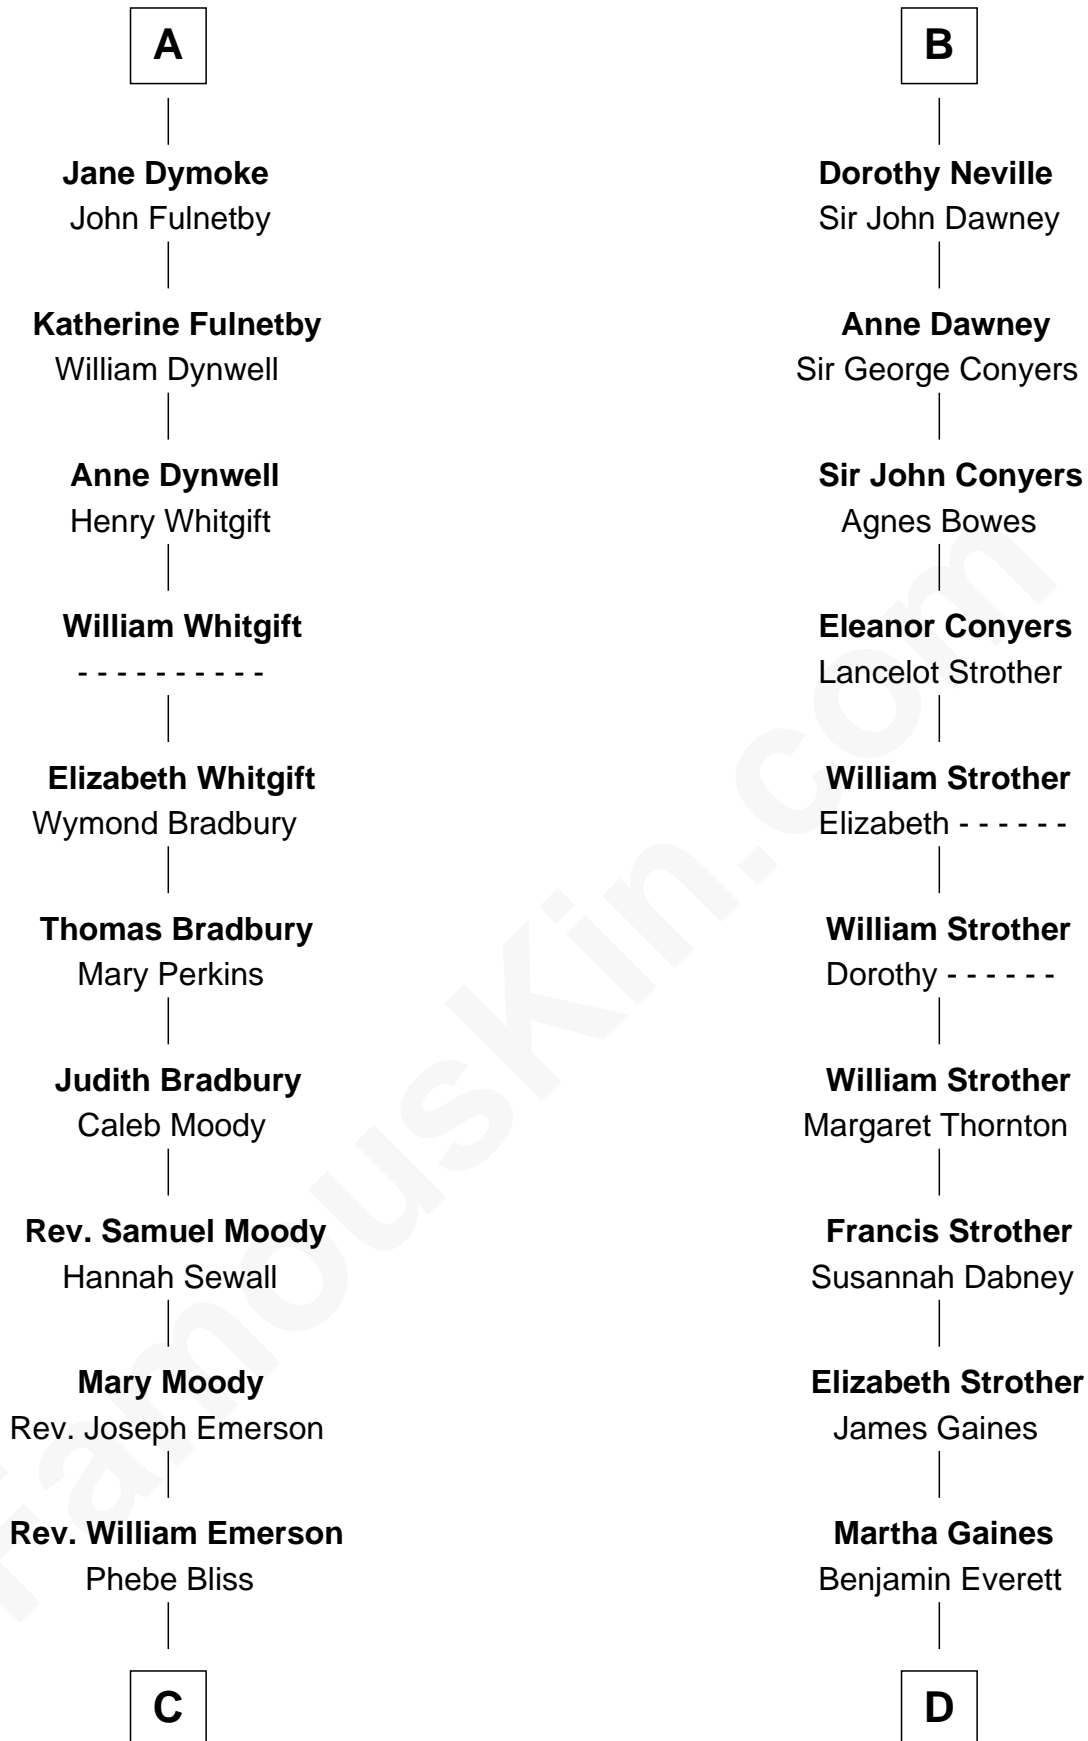 A
Jane Dymoke
John Fulnetby
Katherine Fulnetby
William Dynwell
Anne Dynwell
Henry Whitgift
William Whitgift
- - - - - - - - - -
Elizabeth Whitgift
Wymond Bradbury
Thomas Bradbury
Mary Perkins
Judith Bradbury
Caleb Moody
Rev. Samuel Moody
Hannah Sewall
Mary Moody
Rev. Joseph Emerson
Rev. William Emerson
Phebe Bliss
C
B
Dorothy Neville
Sir John Dawney
Anne Dawney
Sir George Conyers
Sir John Conyers
Agnes Bowes
Eleanor Conyers
Lancelot Strother
William Strother
Elizabeth - - - - - -
William Strother
Dorothy - - - - - -
William Strother
Margaret Thornton
Francis Strother
Susannah Dabney
Elizabeth Strother
James Gaines
Martha Gaines
Benjamin Everett
D
FamousKin.com